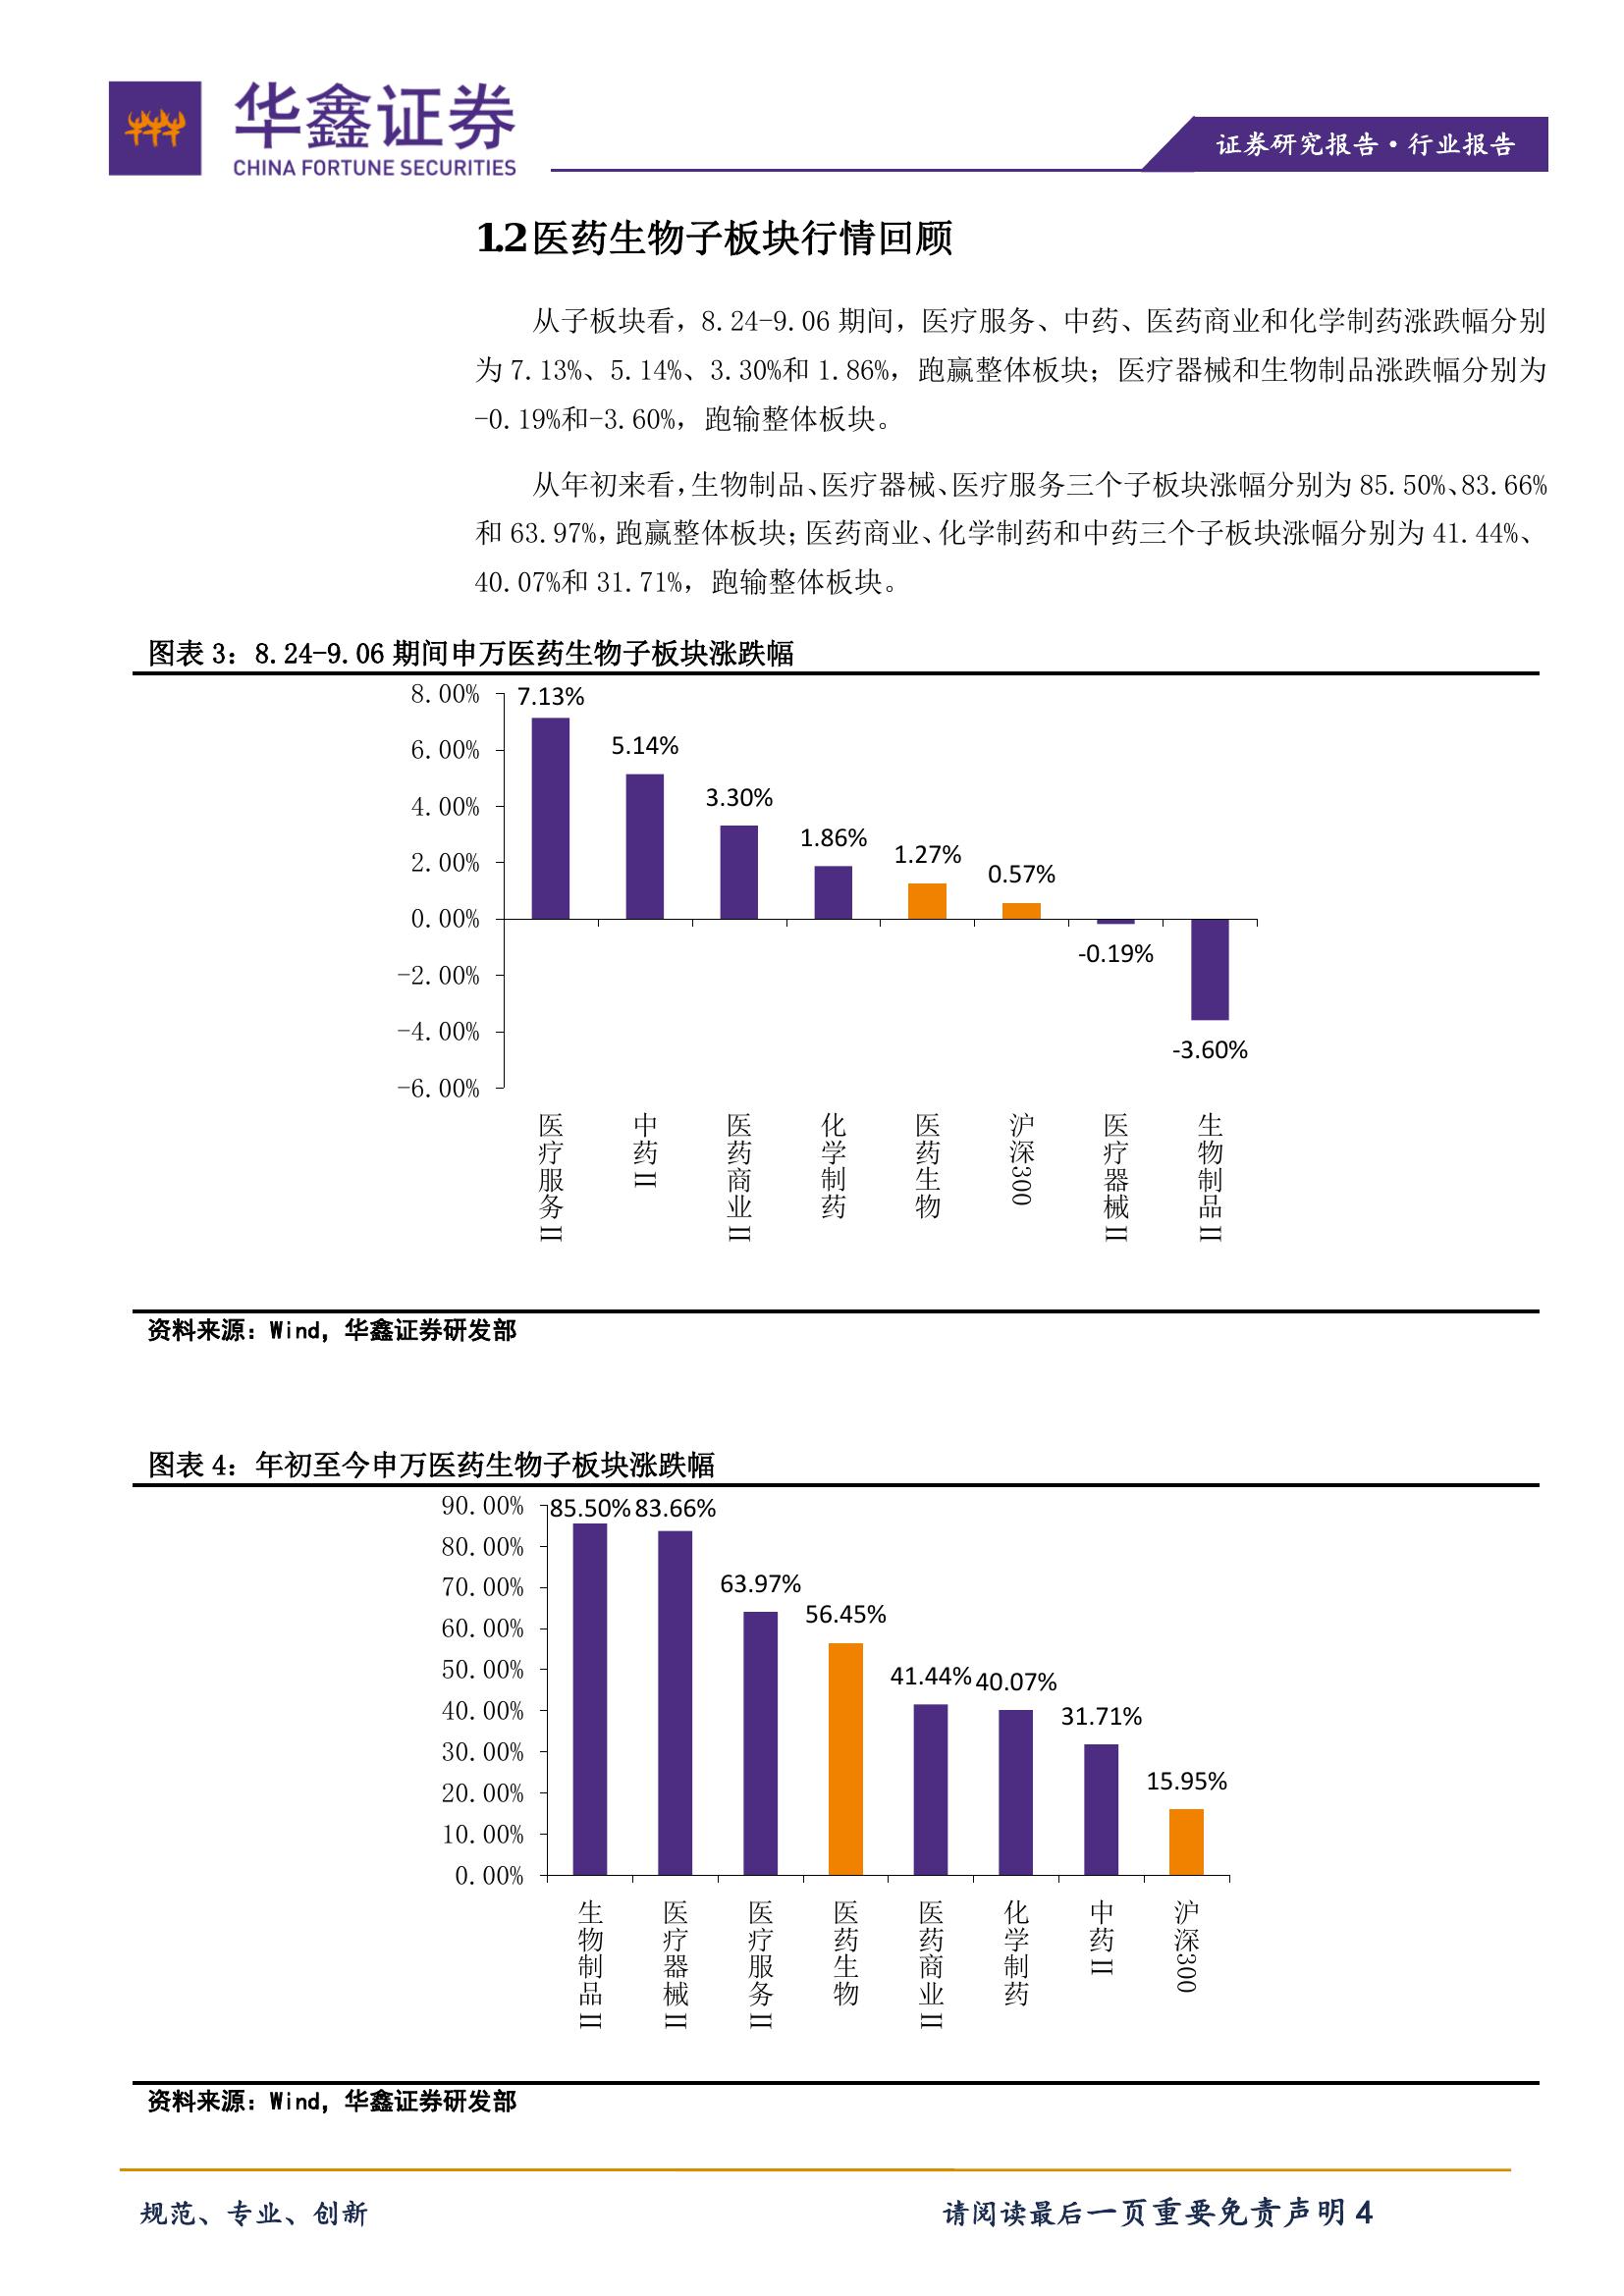 华鑫证券
CHINA FORTUNE SECURITIES
证券研究报告·行业报告
1.2医药生物子板块行情回顾
从子板块看，8.24-9.06 期间，医疗服务、中药、医药商业和化学制药涨跌幅分别
为 7.13%、5.14%、3.30%和 1.86%，跑赢整体板块；医疗器械和生物制品涨跌幅分别为
-0.19%和-3.60%，跑输整体板块。
从年初来看，生物制品、医疗器械、医疗服务三个子板块涨幅分别为 85.50%、83.66%
和 63.97%，跑赢整体板块；医药商业、化学制药和中药三个子板块涨幅分别为 41.44%、
40.07%和 31.71%，跑输整体板块。
图表 3：8.24-9.06 期间申万医药生物子板块涨跌幅
8.00%
6.00%
4.00%
2.00%
0.00%
-2.00%
-4.00%
-6.00%
7.13%
5.14%
3.30%
1.86%
1.27%
0.57%
-0.19%
-3.60%
医疗服务Ⅱ
中药Ⅱ
医药商业Ⅱ
化学制药
医药生物
沪深300
医疗器械Ⅱ
生物制品Ⅱ
资料来源：Wind，华鑫证券研发部
图表 4：年初至今申万医药生物子板块涨跌幅
90.00%
80.00%
70.00%
60.00%
50.00%
40.00%
30.00%
20.00%
10.00%
0.00%
85.50%
83.66%
63.97%
56.45%
41.44%
40.07%
31.71%
15.95%
生物制品Ⅱ
医疗器械Ⅱ
医疗服务Ⅱ
医药生物
医药商业Ⅱ
化学制药
中药Ⅱ
沪深300
资料来源：Wind，华鑫证券研发部
规范、专业、创新
请阅读最后一页重要免责声明 4